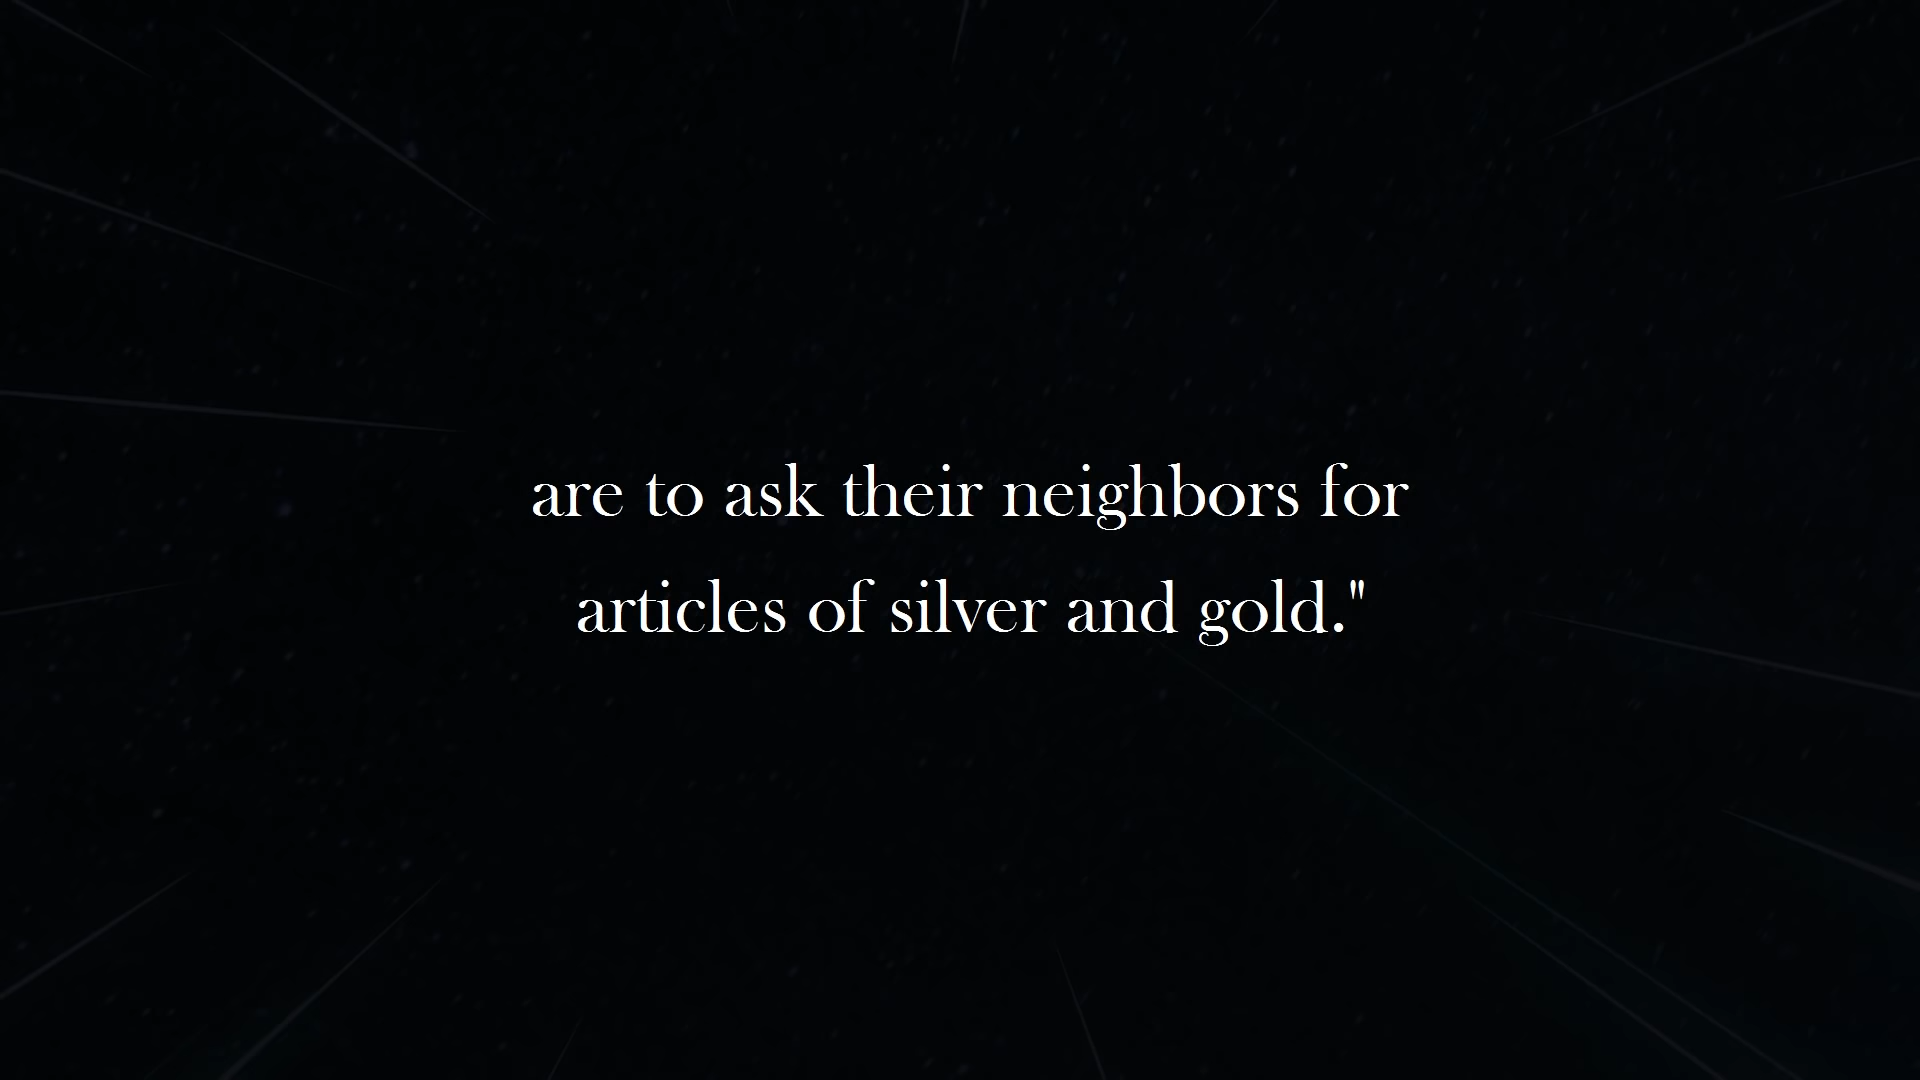 are to ask their neighbors for
articles of silver and gold."